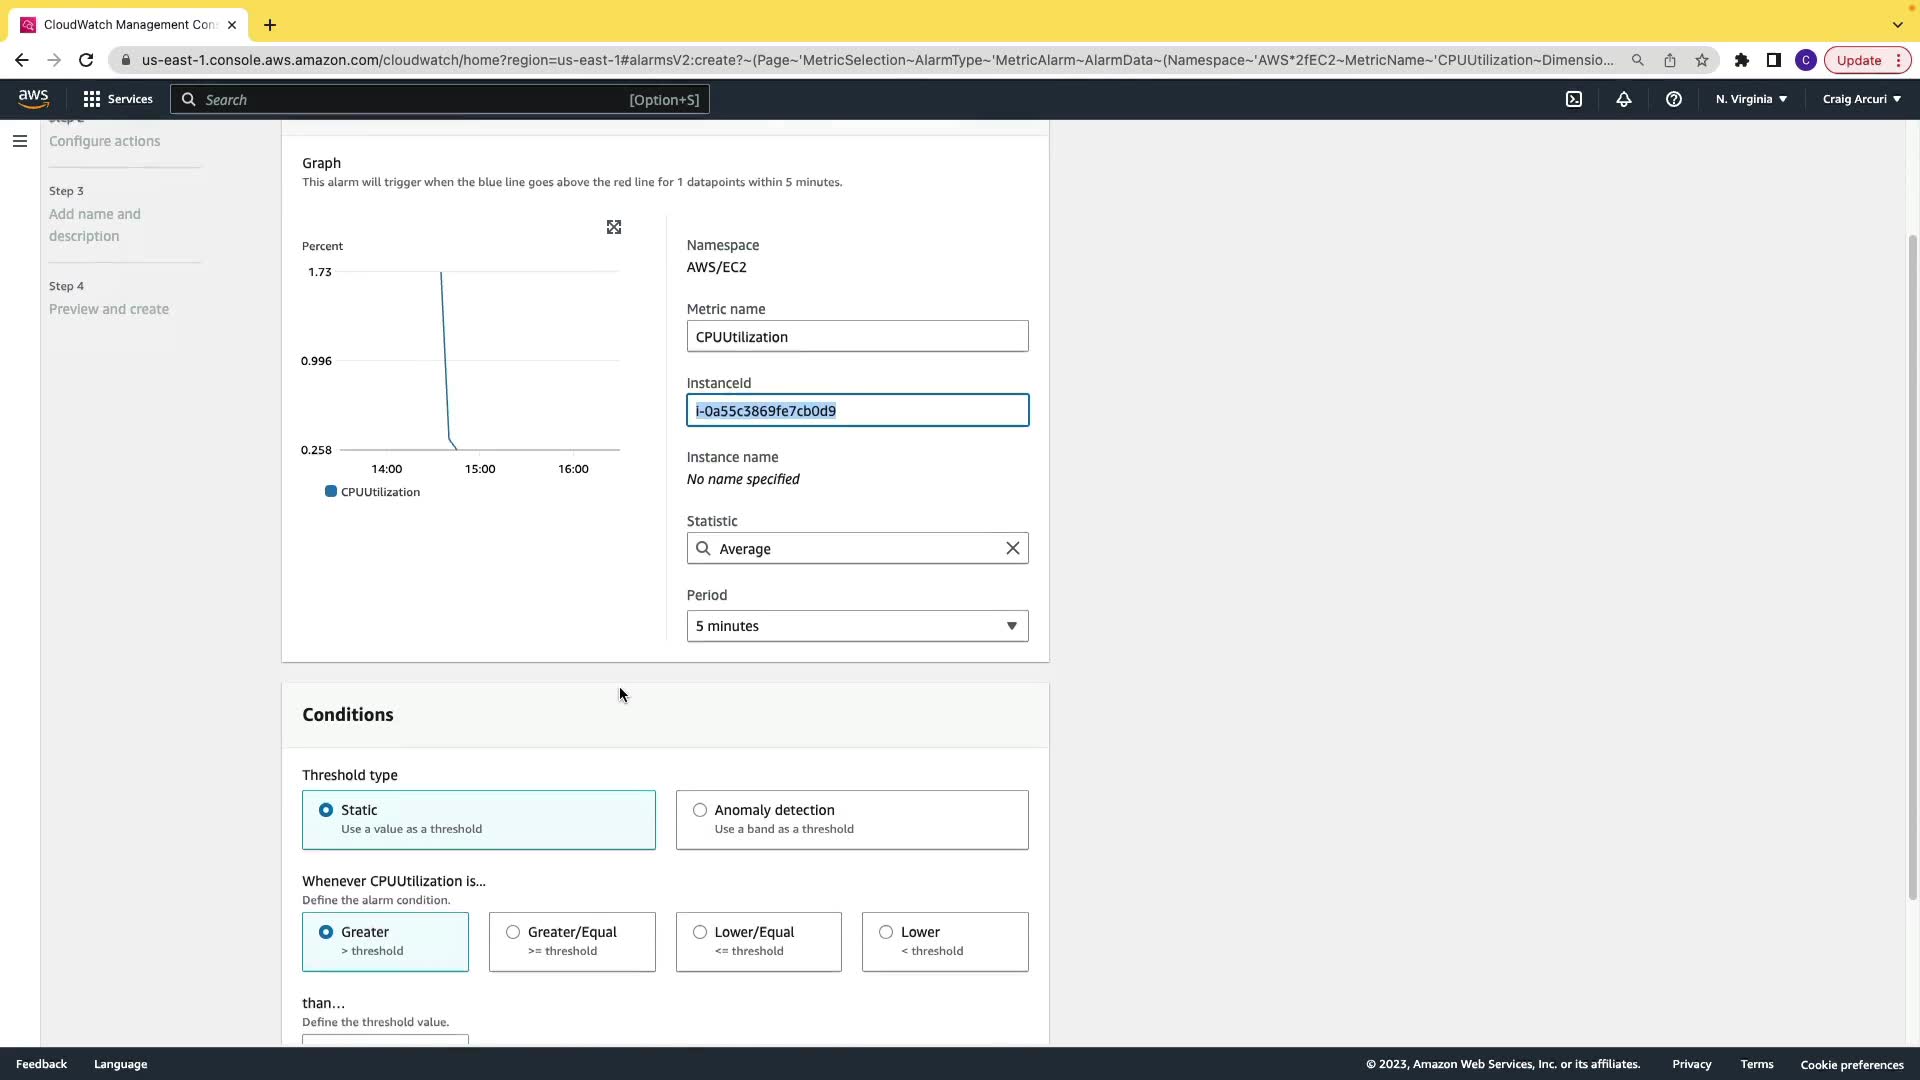 CloudWatch Management Con
us-east-1.console.aws.amazon.com/cloudwatch/home?region=us-east-1#alarmsV2:create?~(Page~'MetricSelection~AlarmType~'MetricAlarm~AlarmData~(Namespace~'AWS*2fEC2~MetricName~'CPUUtilization~Dimensio...
C
Update
aws
Services
Search
[Option+S]
N. Virginia
Craig Arcuri
Step 2
Configure actions
Step 3
Add name and
description
Step 4
Preview and create
Graph
This alarm will trigger when the blue line goes above the red line for 1 datapoints within 5 minutes.
Percent
1.73
0.996
0.258
14:00 15:00 16:00
CPUUtilization
Namespace
AWS/EC2
Metric name
CPUUtilization
InstanceId
i-0a55c3869fe7cb0d9
Instance name
No name specified
Statistic
Average
Period
5 minutes
Conditions
Threshold type
Static
Use a value as a threshold
Anomaly detection
Use a band as a threshold
Whenever CPUUtilization is...
Define the alarm condition.
Greater
> threshold
Greater/Equal
>= threshold
Lower/Equal
<= threshold
Lower
< threshold
than...
Define the threshold value.
Feedback
Language
© 2023, Amazon Web Services, Inc. or its affiliates.
Privacy
Terms
Cookie preferences